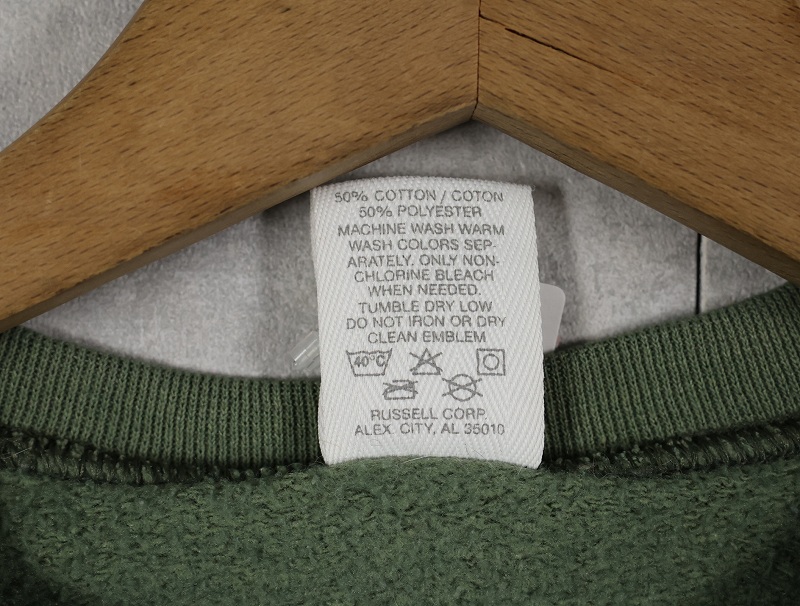 50% COTTON / COTON
50% POLYESTER
MACHINE WASH WARM
WASH COLORS SEP-
ARATELY. ONLY NON-
CHLORINE BLEACH
WHEN NEEDED.
TUMBLE DRY LOW
DO NOT IRON OR DRY
CLEAN EMBLEM
40°C
RUSSELL CORP.
ALEX. CITY, AL 35010